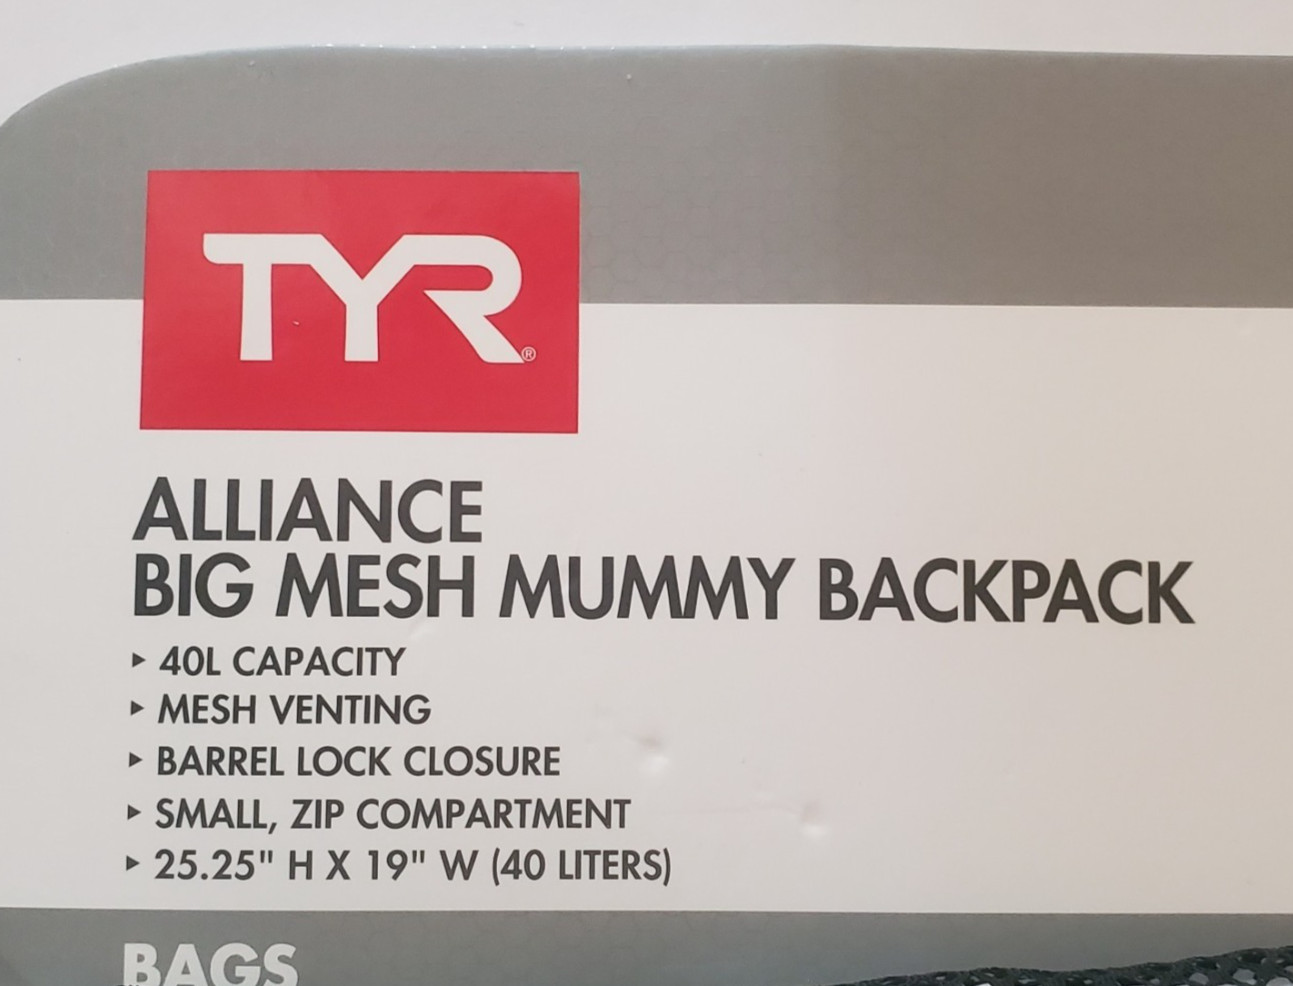 TYR®
ALLIANCE
BIG MESH MUMMY BACKPACK
▸ 40L CAPACITY
▸ MESH VENTING
▸ BARREL LOCK CLOSURE
▸ SMALL, ZIP COMPARTMENT
▸ 25.25" H X 19" W (40 LITERS)
BAGS